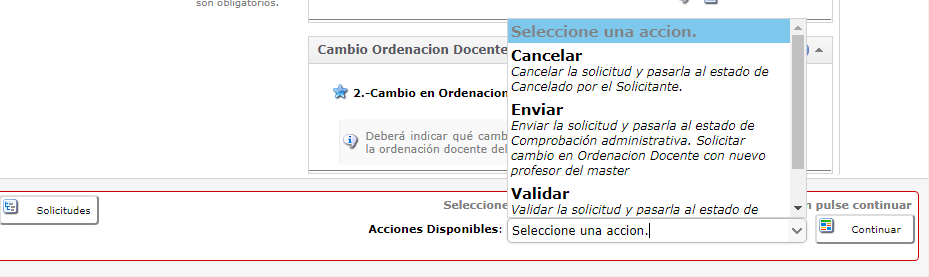 son obligatorios.
Cambio Ordenacion Docente
2.-Cambio en Ordenacion
Deberá indicar qué camb
la ordenación docente del
Seleccione una accion.
Cancelar
Cancelar la solicitud y pasarla al estado de
Cancelado por el Solicitante.
Enviar
Enviar la solicitud y pasarla al estado de
Comprobación administrativa. Solicitar
cambio en Ordenacion Docente con nuevo
profesor del master
Validar
Validar la solicitud y pasarla al estado de
Solicitudes
Seleccione
n pulse continuar
Acciones Disponibles:
Seleccione una accion.
Continuar